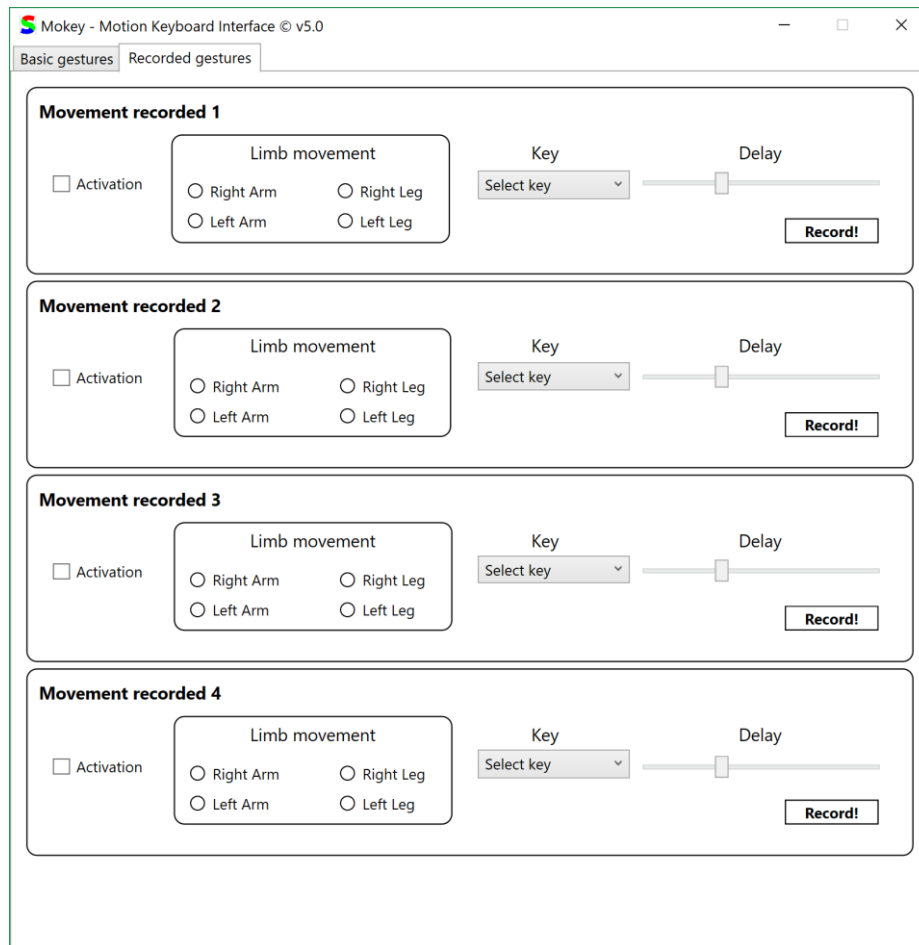 Mokey - Motion Keyboard Interface © v5.0
Basic gestures Recorded gestures
Movement recorded 1
Limb movement Key Delay
Activation Right Arm Right Leg Select key
Left Arm Left Leg
Record!
Movement recorded 2
Limb movement Key Delay
Activation Right Arm Right Leg Select key
Left Arm Left Leg
Record!
Movement recorded 3
Limb movement Key Delay
Activation Right Arm Right Leg Select key
Left Arm Left Leg
Record!
Movement recorded 4
Limb movement Key Delay
Activation Right Arm Right Leg Select key
Left Arm Left Leg
Record!